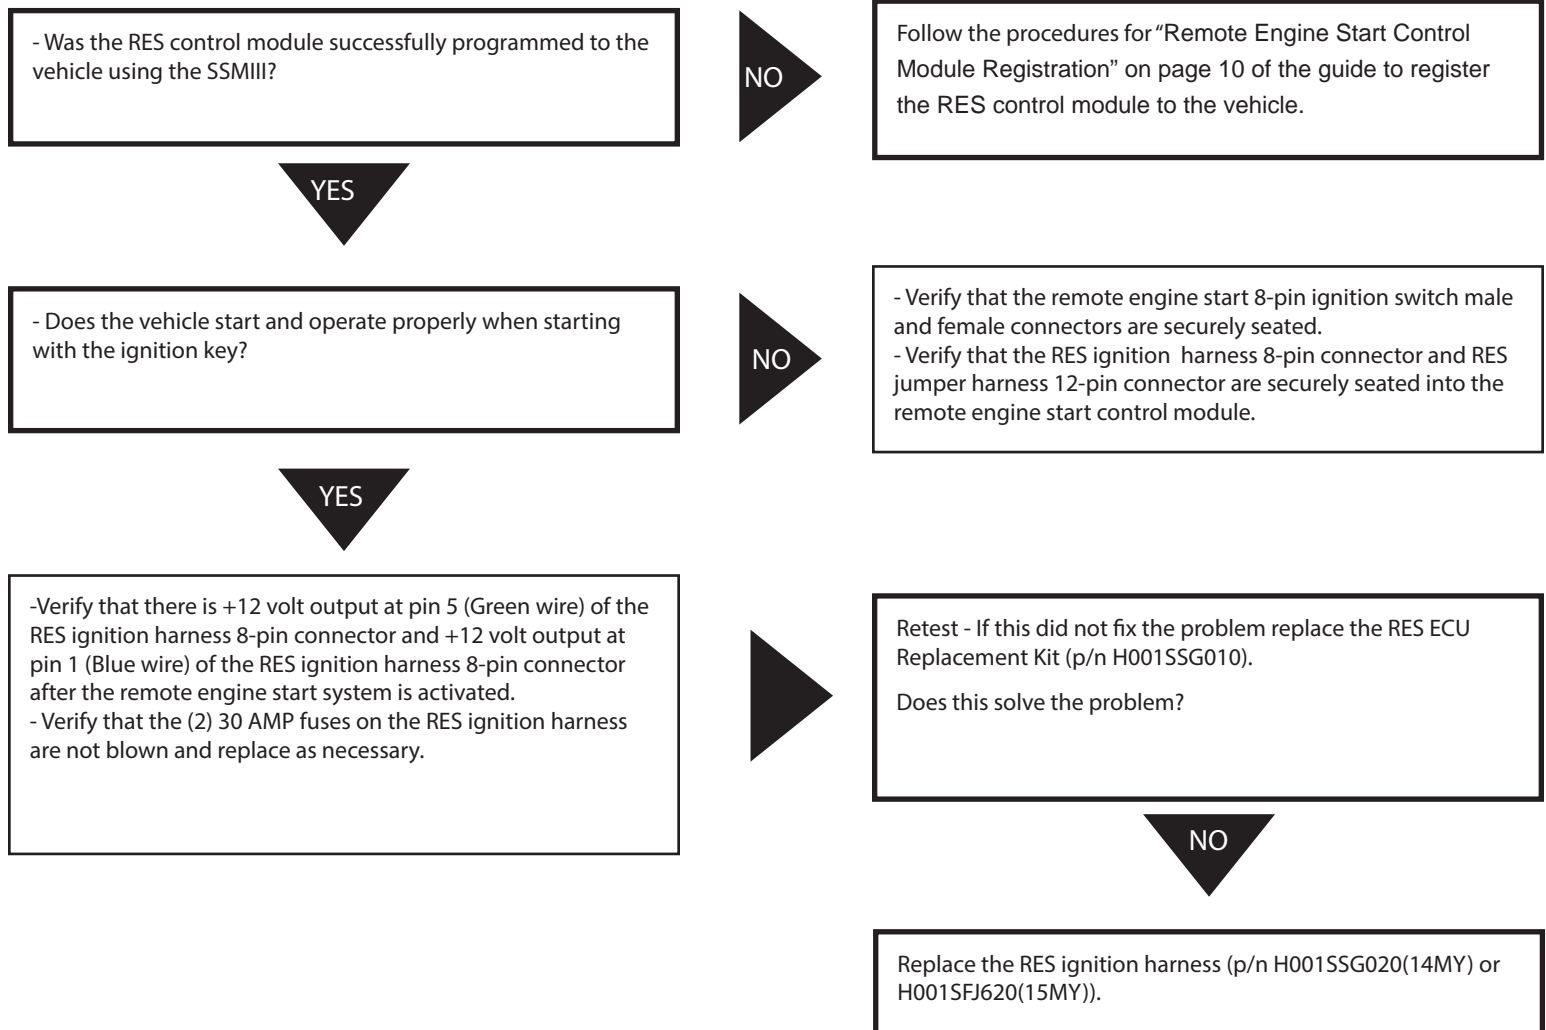 - Was the RES control module successfully programmed to the
vehicle using the SSMIII?
NO
Follow the procedures for “Remote Engine Start Control
Module Registration” on page 10 of the guide to register
the RES control module to the vehicle.
YES
- Does the vehicle start and operate properly when starting
with the ignition key?
NO
- Verify that the remote engine start 8-pin ignition switch male
and female connectors are securely seated.
- Verify that the RES ignition  harness 8-pin connector and RES
jumper harness 12-pin connector are securely seated into the
remote engine start control module.
YES
-Verify that there is +12 volt output at pin 5 (Green wire) of the
RES ignition harness 8-pin connector and +12 volt output at
pin 1 (Blue wire) of the RES ignition harness 8-pin connector
after the remote engine start system is activated.
- Verify that the (2) 30 AMP fuses on the RES ignition harness
are not blown and replace as necessary.
Retest - If this did not fix the problem replace the RES ECU
Replacement Kit (p/n H001SSG010).
Does this solve the problem?
NO
Replace the RES ignition harness (p/n H001SSG020(14MY) or
H001SFJ620(15MY)).